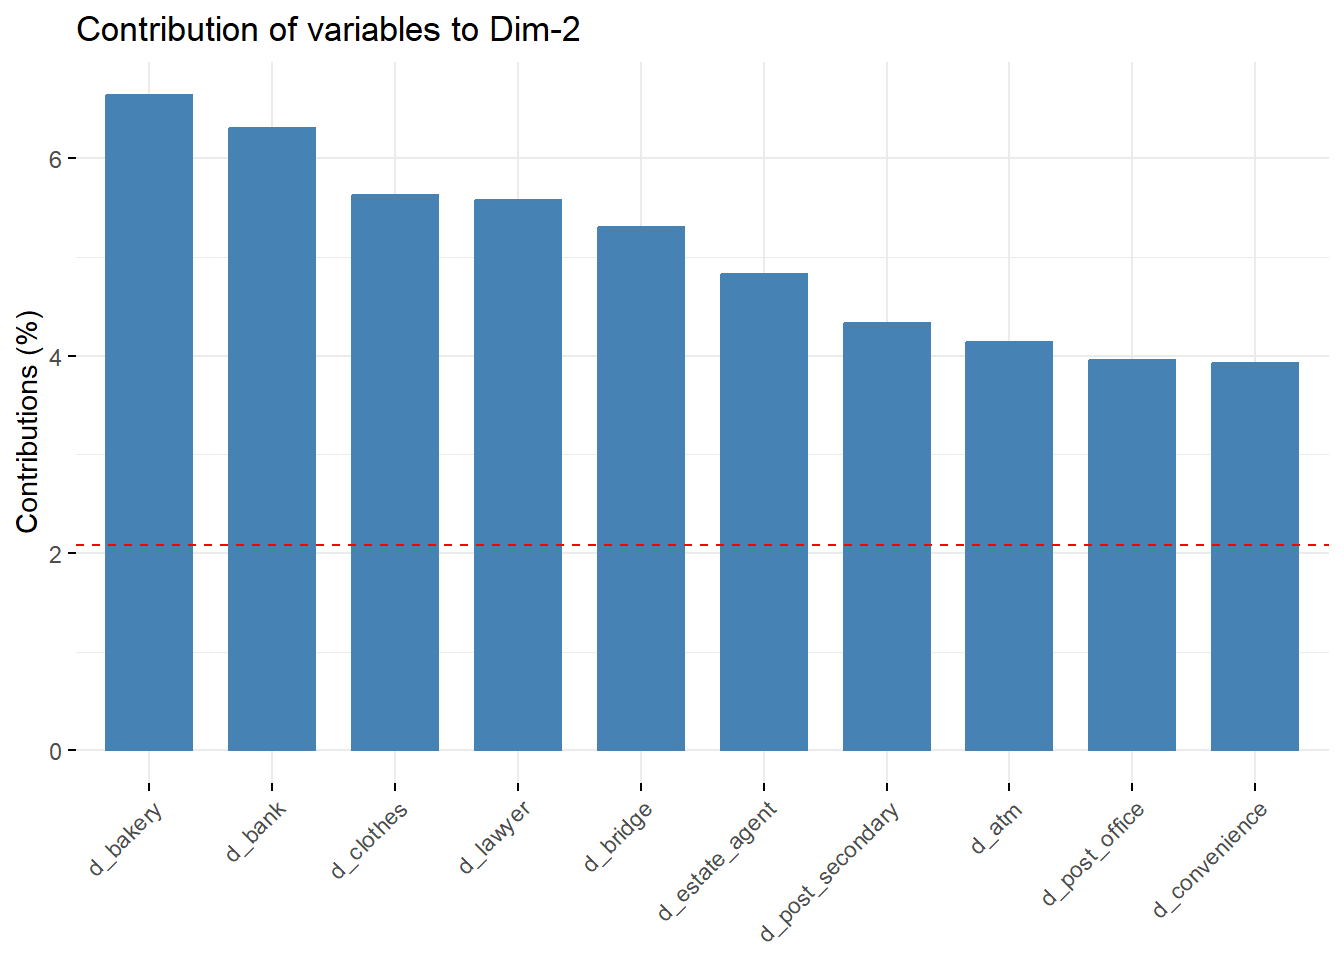 Contribution of variables to Dim-2
Contributions (%)
6
4
2
0
d_bakery
d_bank
d_clothes
d_lawyer
d_bridge
d_estate_agent
d_post_secondary
d_atm
d_post_office
d_convenience